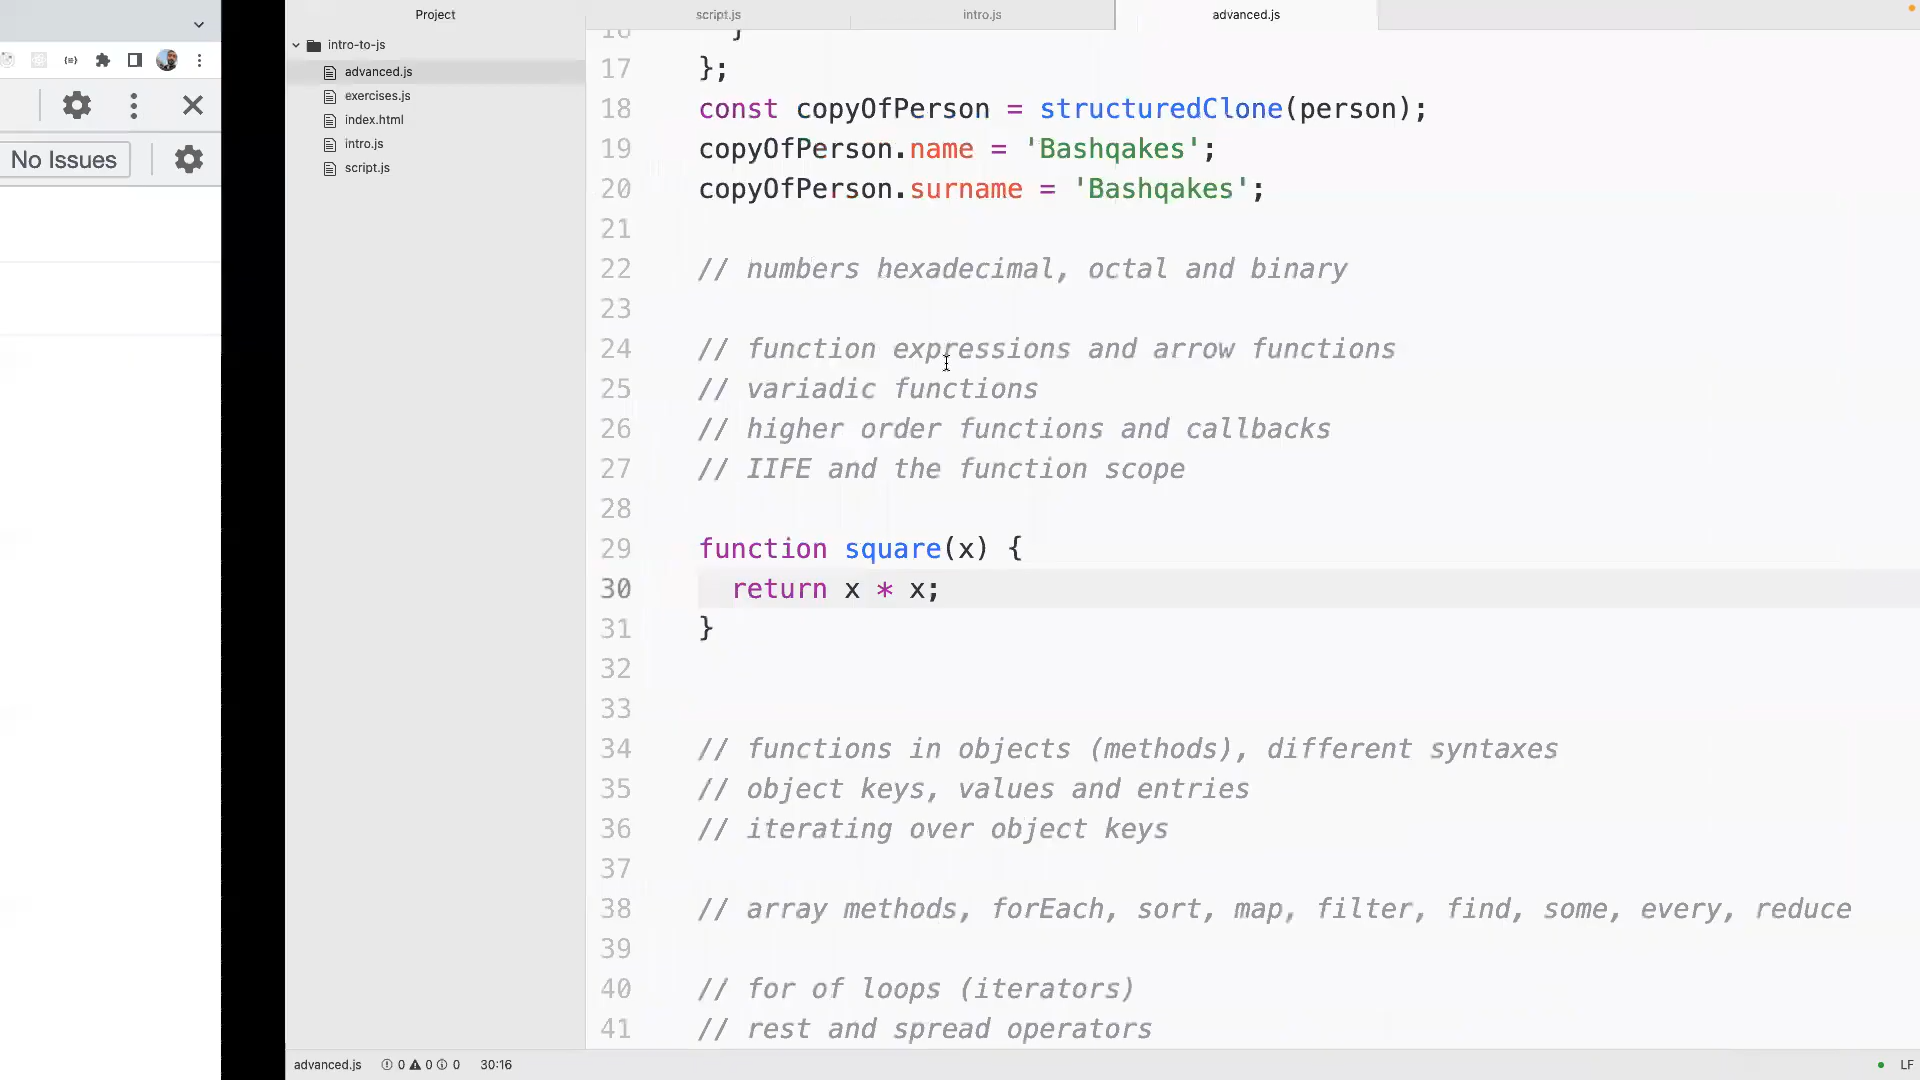 Project
script.js
intro.js
advanced.js
intro-to-js
advanced.js
exercises.js
index.html
intro.js
script.js
No Issues
16 }
17 };
18 const copyOfPerson = structuredClone(person);
19 copyOfPerson.name = 'Bashqakes';
20 copyOfPerson.surname = 'Bashqakes';
21
22 // numbers hexadecimal, octal and binary
23
24 // function expressions and arrow functions
25 // variadic functions
26 // higher order functions and callbacks
27 // IIFE and the function scope
28
29 function square(x) {
30 return x * x;
31 }
32
33
34 // functions in objects (methods), different syntaxes
35 // object keys, values and entries
36 // iterating over object keys
37
38 // array methods, forEach, sort, map, filter, find, some, every, reduce
39
40 // for of loops (iterators)
41 // rest and spread operators
advanced.js 0 0 0 30:16
LF